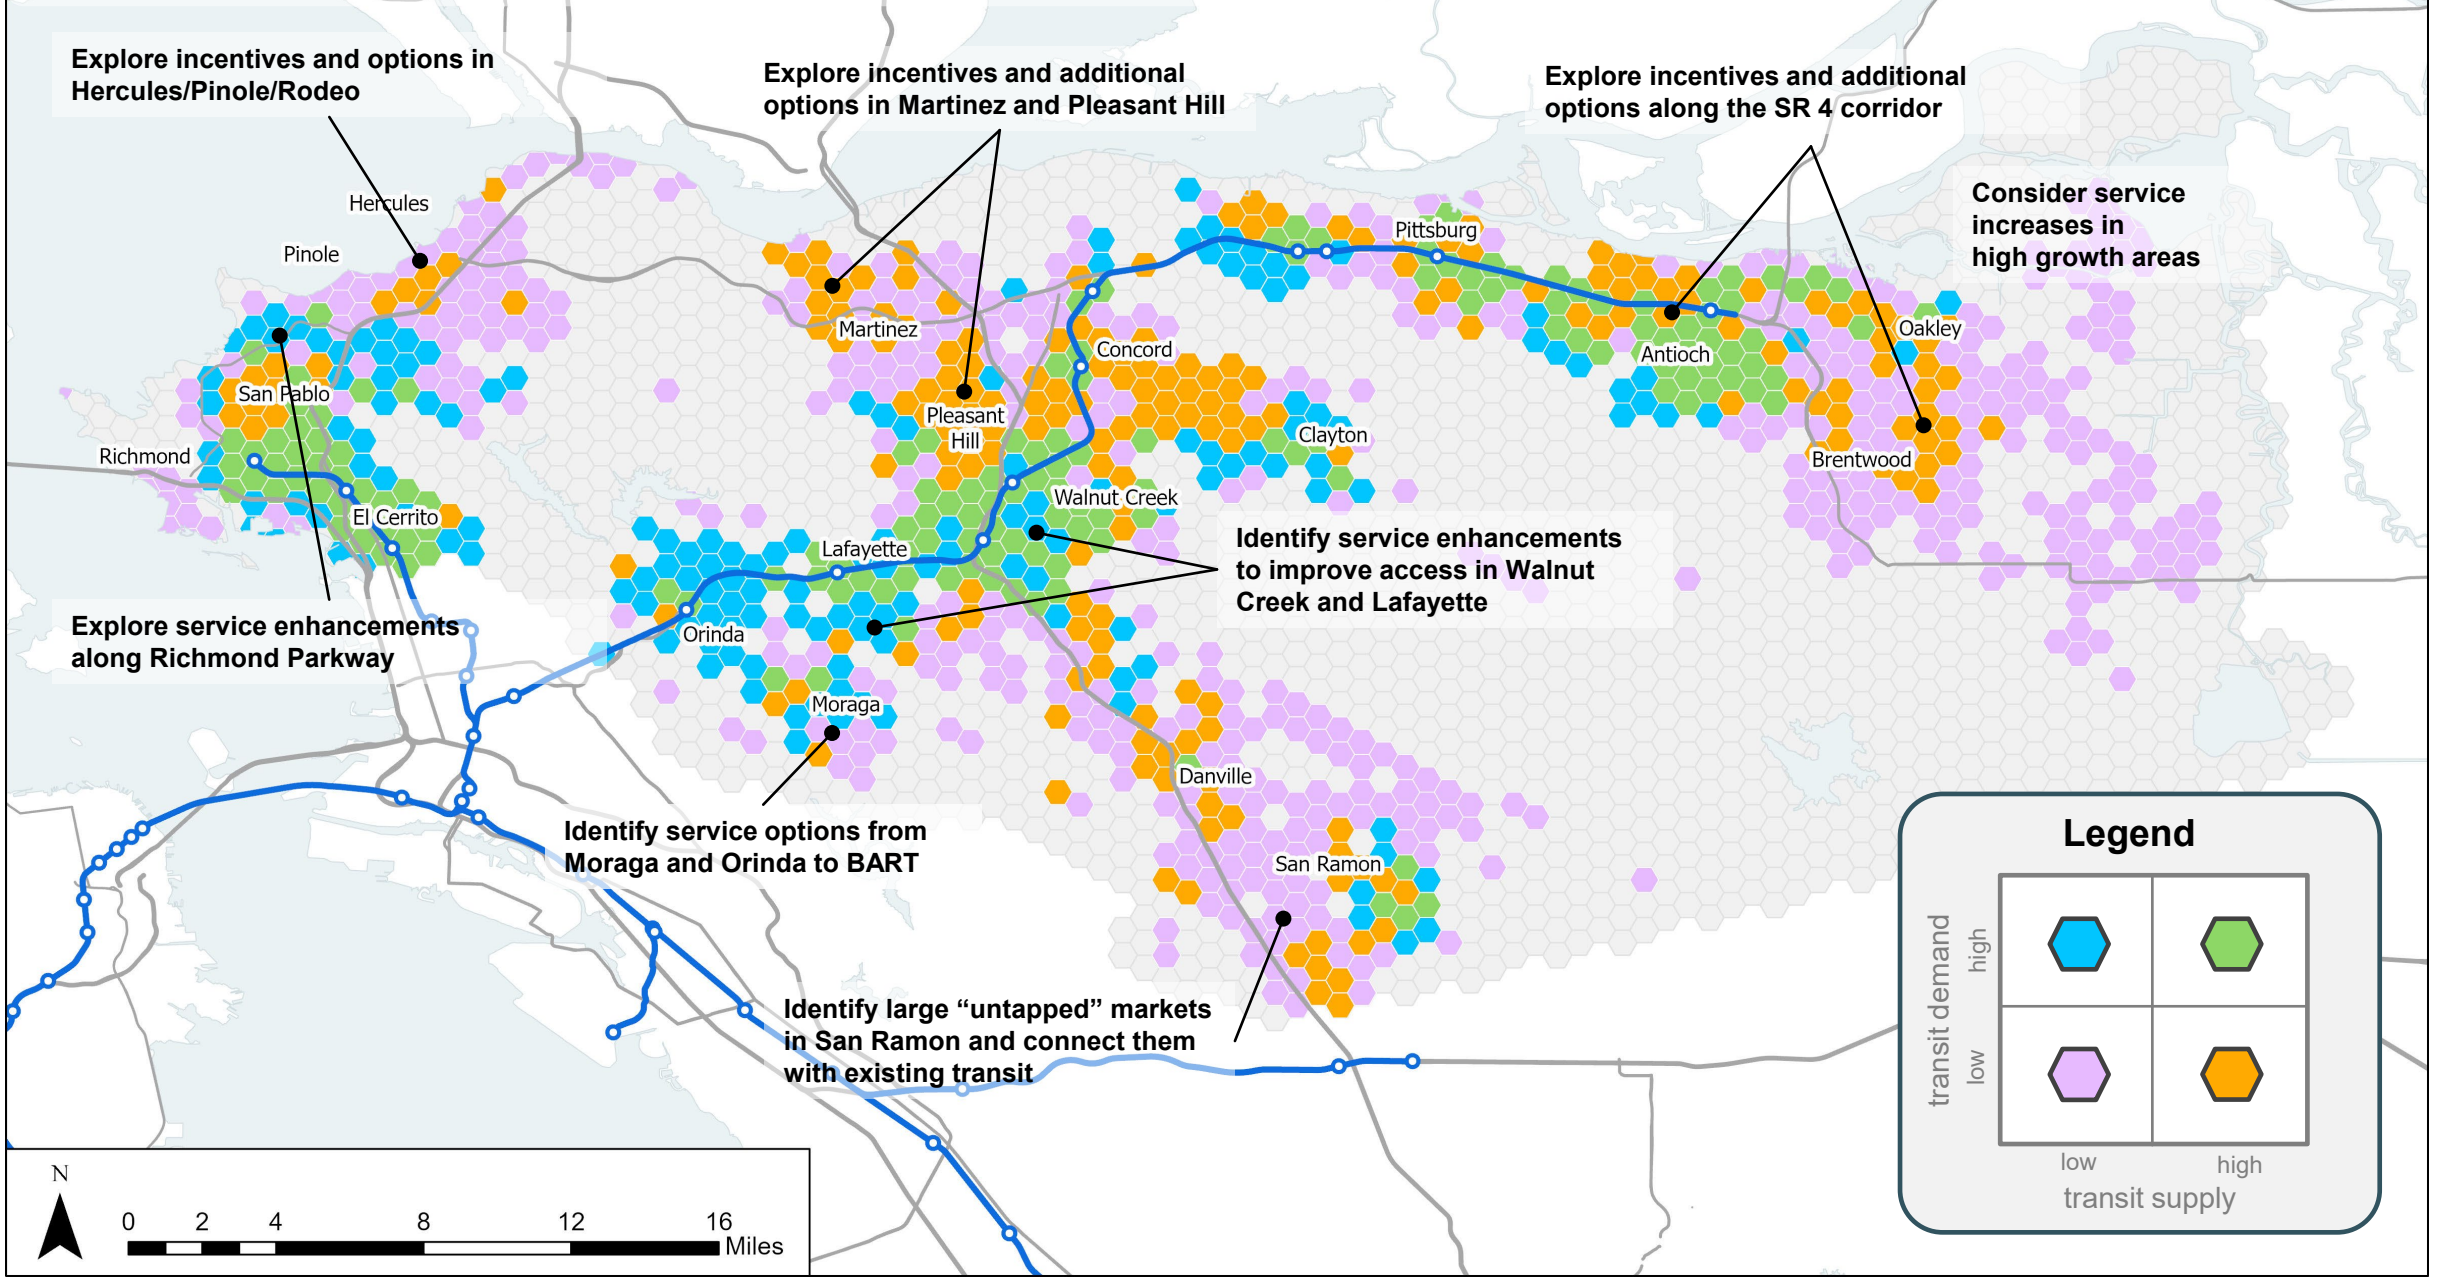 Explore incentives and options in
Hercules/Pinole/Rodeo
Explore incentives and additional
options in Martinez and Pleasant Hill
Explore incentives and additional
options along the SR 4 corridor
Consider service
increases in
high growth areas
Hercules
Pinole
Pittsburg
Martinez
Concord
Oakley
Antioch
San Pablo
Pleasant
Hill
Clayton
Richmond
Brentwood
Walnut Creek
El Cerrito
Lafayette
Identify service enhancements
to improve access in Walnut
Creek and Lafayette
Explore service enhancements
along Richmond Parkway
Orinda
Moraga
Danville
Identify service options from
Moraga and Orinda to BART
San Ramon
Identify large “untapped” markets
in San Ramon and connect them
with existing transit
Legend
transit demand
high
low
low
high
transit supply
N
0 2 4 8 12 16
Miles